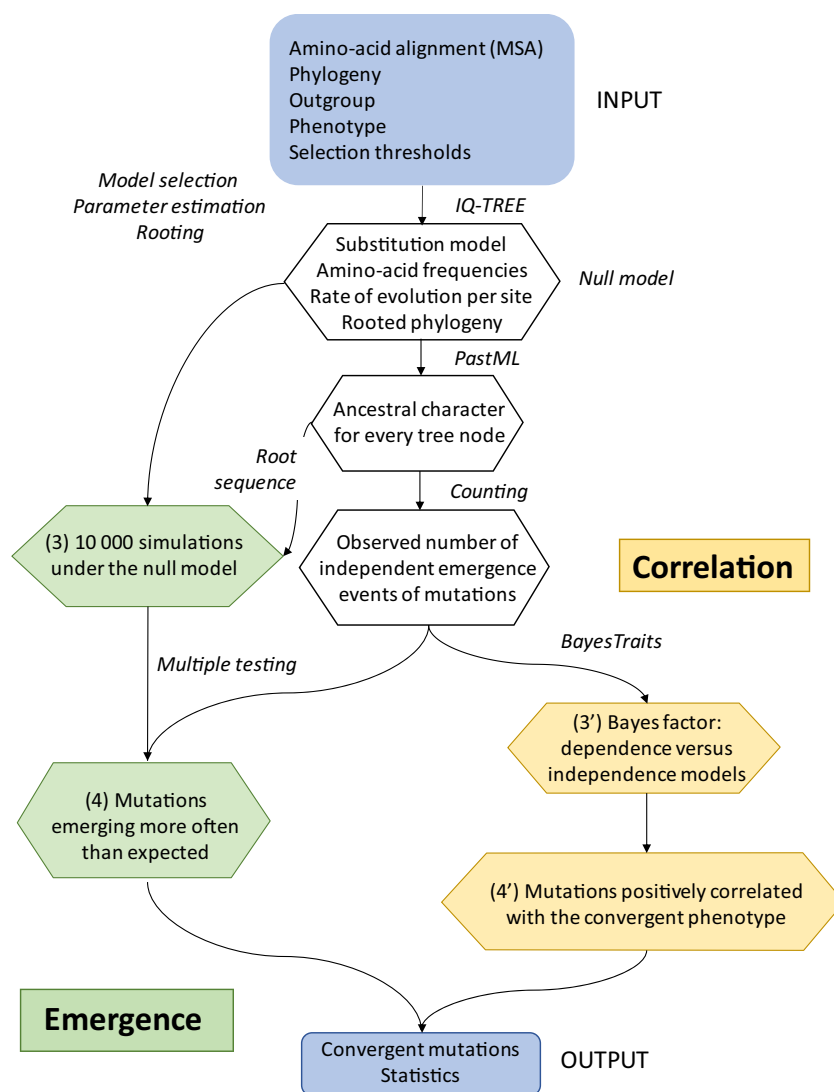 Amino-acid alignment (MSA)
Phylogeny
Outgroup
Phenotype
Selection thresholds
INPUT
Model selection
Parameter estimation
Rooting
IQ-TREE
Substitution model
Amino-acid frequencies
Rate of evolution per site
Rooted phylogeny
Null model
PastML
Ancestral character
for every tree node
Root
sequence
Counting
(3) 10 000 simulations
under the null model
Observed number of
independent emergence
events of mutations
Correlation
Multiple testing
BayesTraits
(3’) Bayes factor:
dependence versus
independence models
(4) Mutations
emerging more often
than expected
(4’) Mutations positively correlated
with the convergent phenotype
Emergence
Convergent mutations
Statistics
OUTPUT